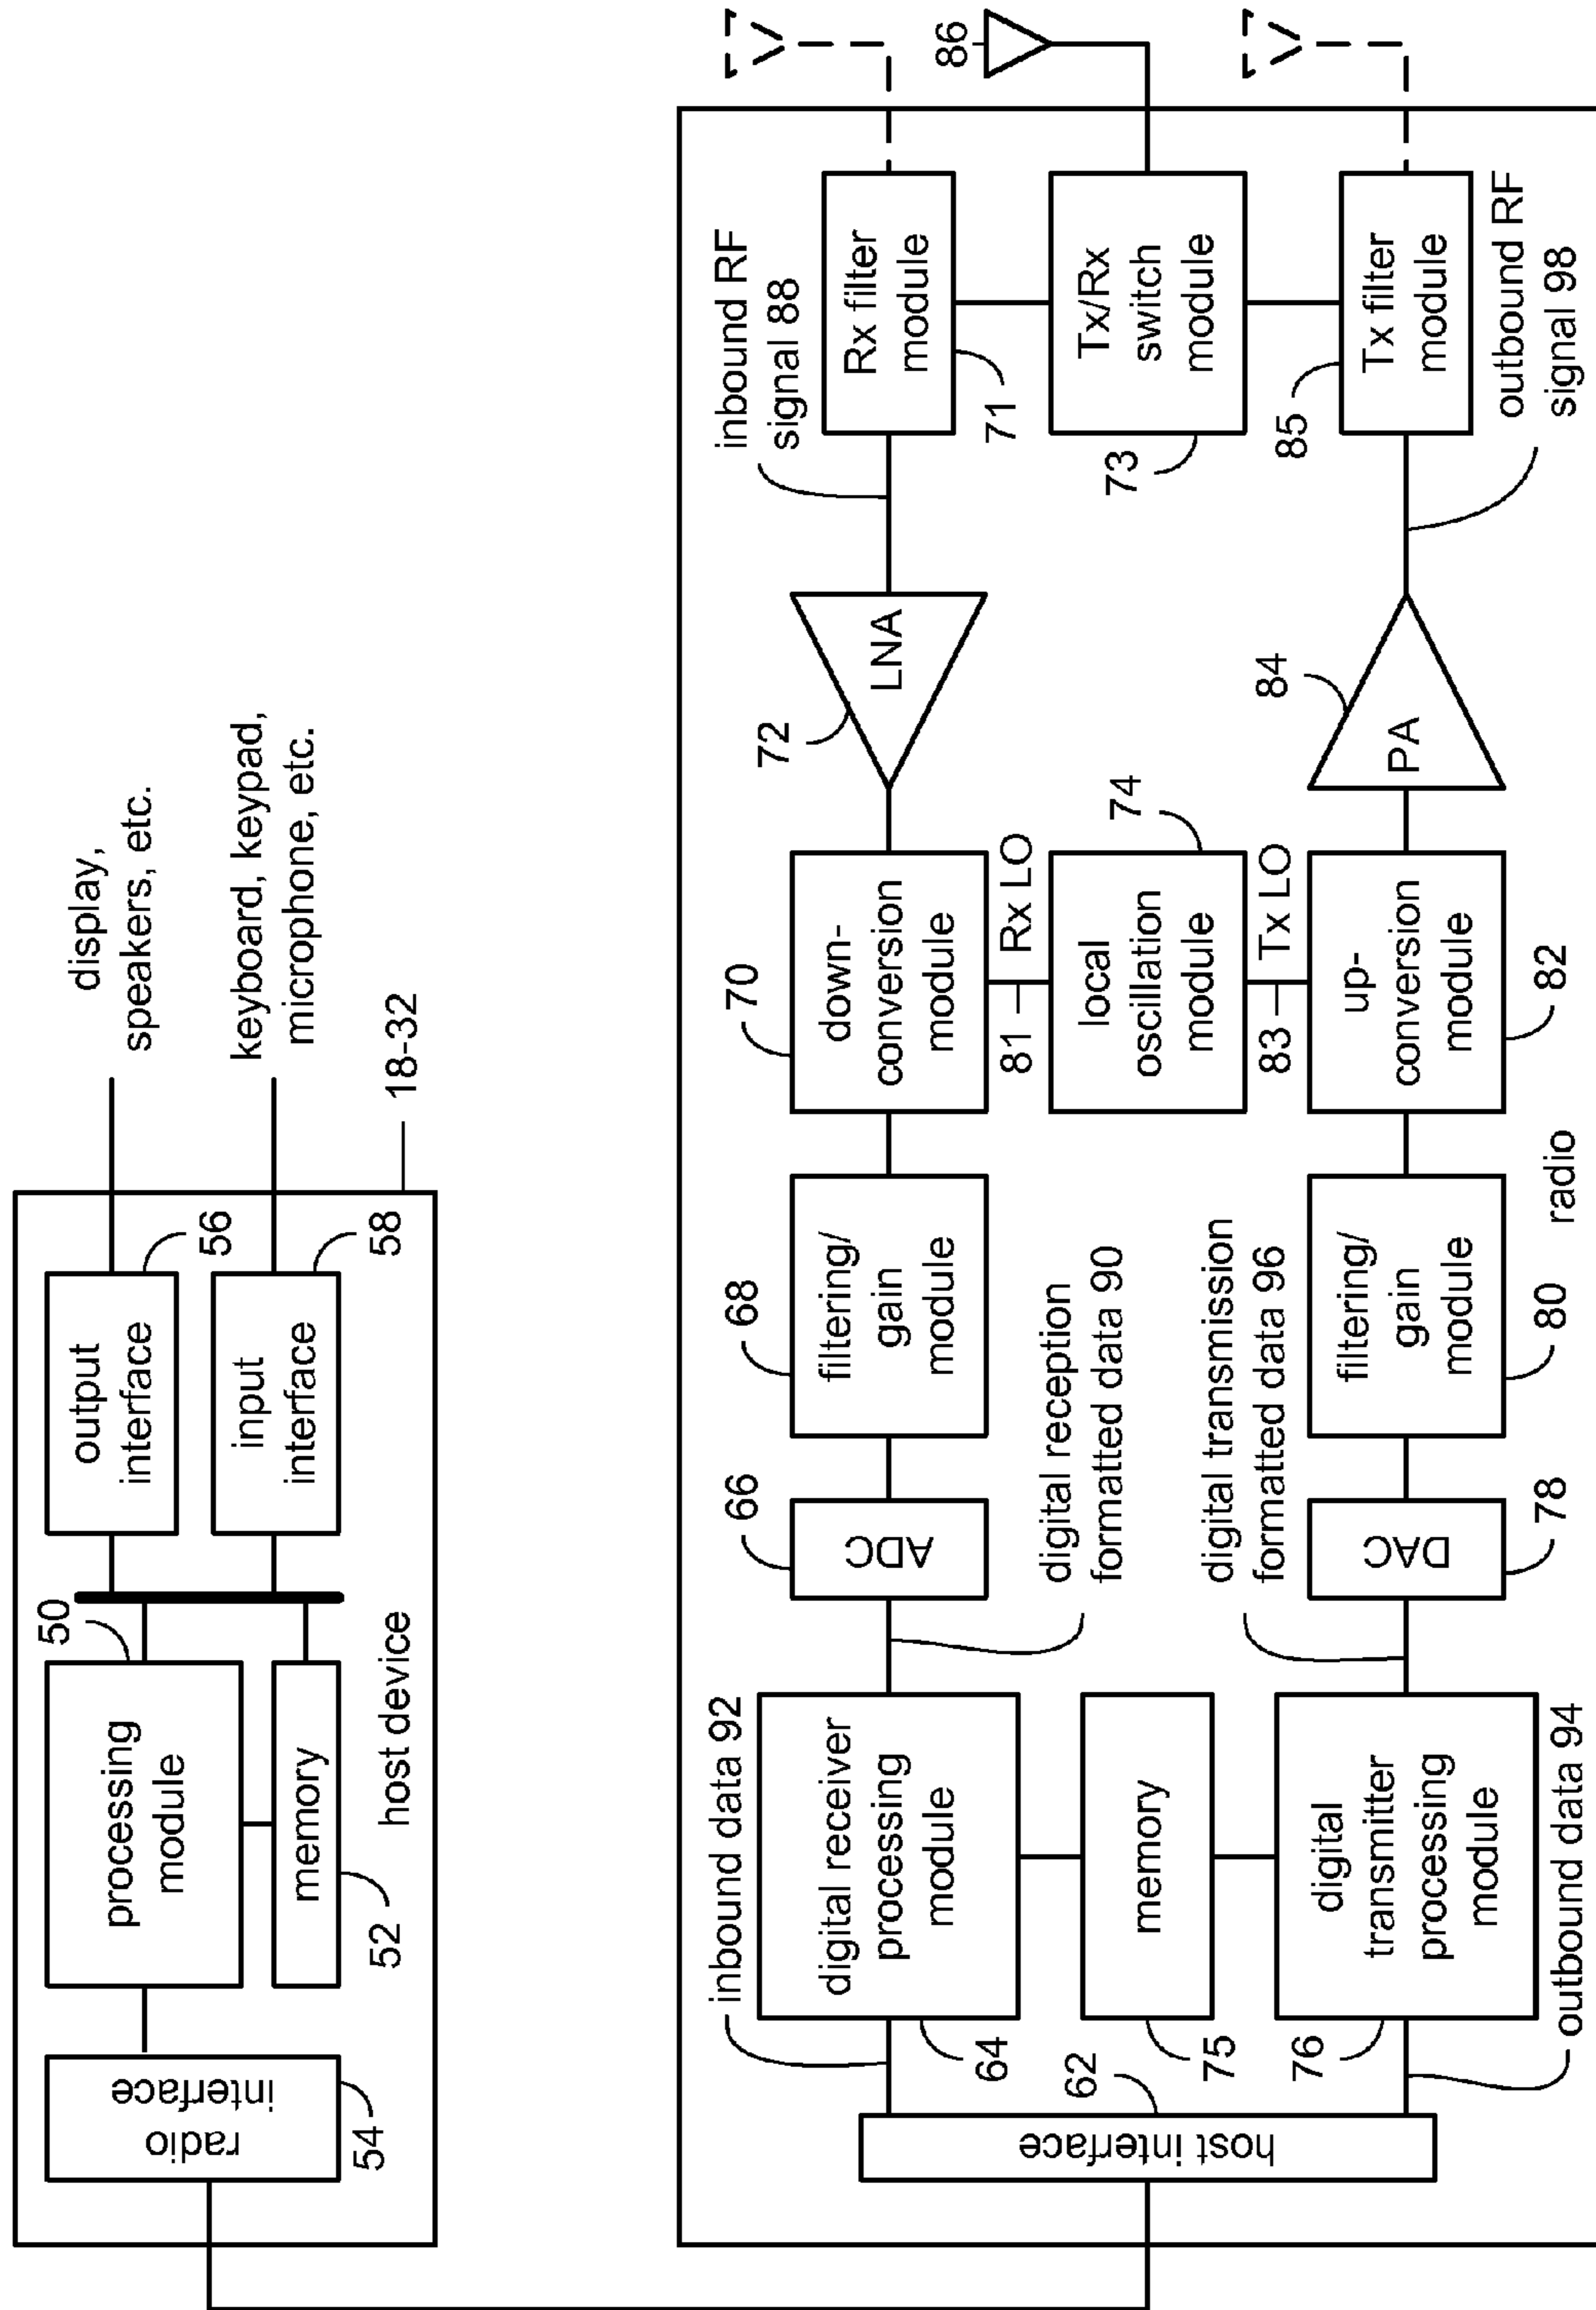 display,
speakers, etc.
keyboard, keypad,
microphone, etc.
18-32
output
interface
56
input
interface
58
50
processing
module
memory
52
host device
radio
interface
54
86
inbound RF
signal 88
Rx filter
module
71
Tx/Rx
switch
module
73
Tx filter
module
85
outbound RF
signal 98
LNA
72
PA
84
down-
conversion
module
70
81
Rx LO
local
oscillation
module
74
83
Tx LO
up-
conversion
module
82
radio
filtering/
gain
module
68
digital reception
formatted data 90
digital transmission
formatted data 96
filtering/
gain
module
80
ADC
66
DAC
78
inbound data 92
digital receiver
processing
module
64
memory
75
digital
transmitter
processing
module
76
outbound data 94
host interface
62